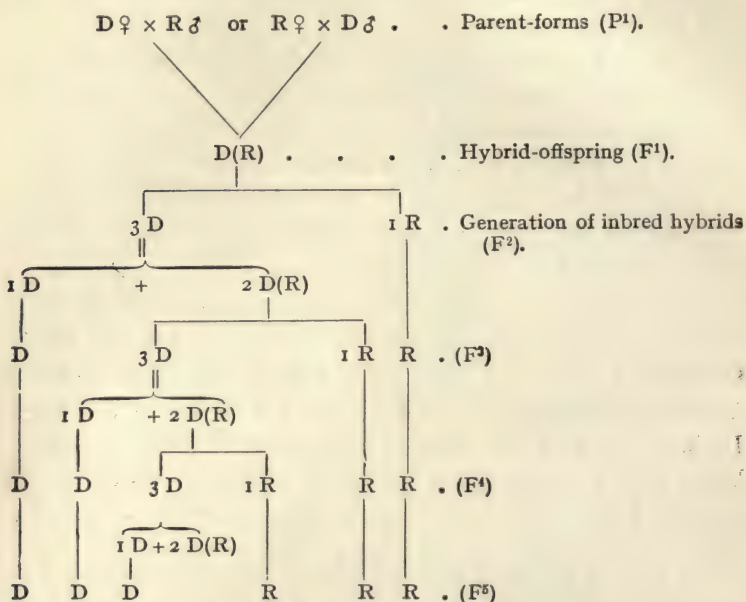 D♀ × R♂ or R♀ × D♂ . . Parent-forms (P¹).
D(R) . . . . Hybrid-offspring (F¹).
3 D 1 R . Generation of inbred hybrids
(F²).
1 D + 2 D(R)
D 3 D 1 R R . (F³)
1 D + 2 D(R)
D D 3 D 1 R R R . (F⁴)
1 D + 2 D(R)
D D D R R R . (F⁵)